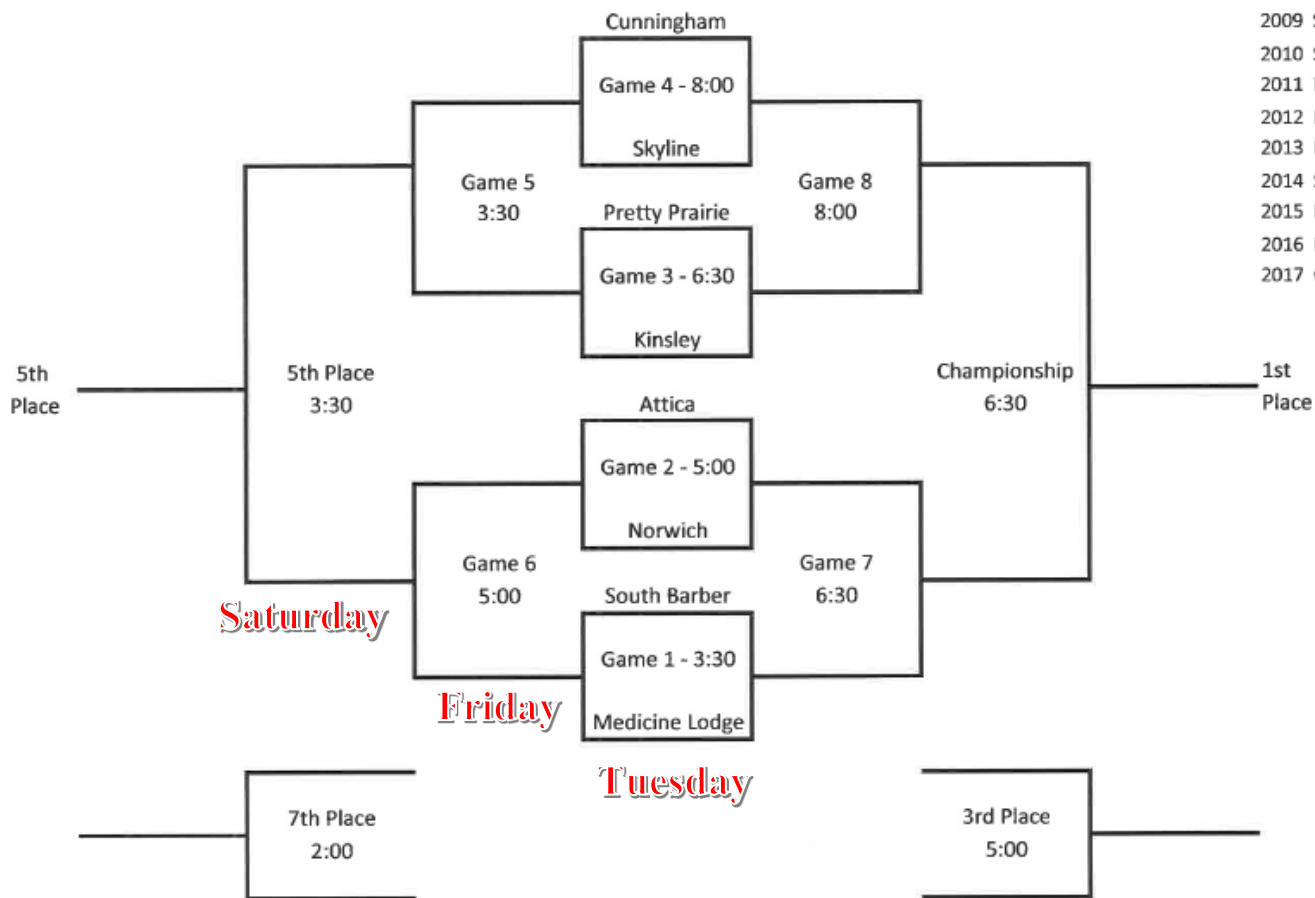 Cunningham
Game 4 - 8:00
Skyline
Game 5
3:30
Game 8
8:00
Pretty Prairie
Game 3 - 6:30
Kinsley
5th
Place
5th Place
3:30
Championship
6:30
1st
Place
Attica
Game 2 - 5:00
Norwich
Game 6
5:00
Game 7
6:30
South Barber
Game 1 - 3:30
Medicine Lodge
Saturday
Friday
Tuesday
7th Place
2:00
3rd Place
5:00
2009
2010
2011
2012
2013
2014
2015
2016
2017